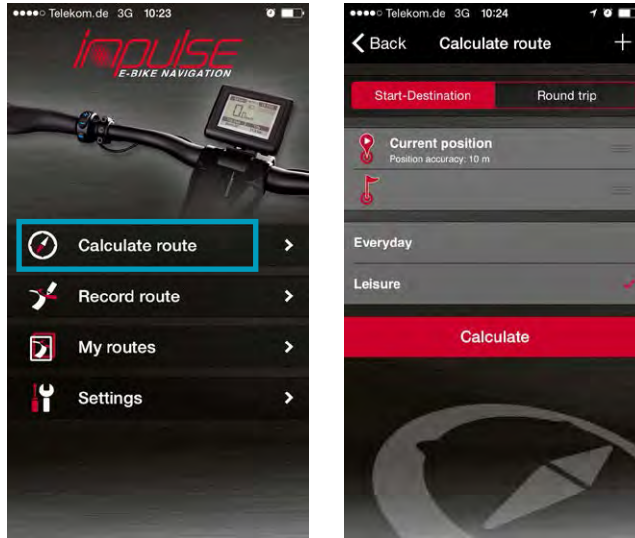 Telekom.de 3G 10:23
impulse
E-BIKE NAVIGATION
Calculate route
Record route
My routes
Settings
Telekom.de 3G 10:24
Back Calculate route
Start-Destination Round trip
Current position
Position accuracy: 10 m
Everyday
Leisure
Calculate